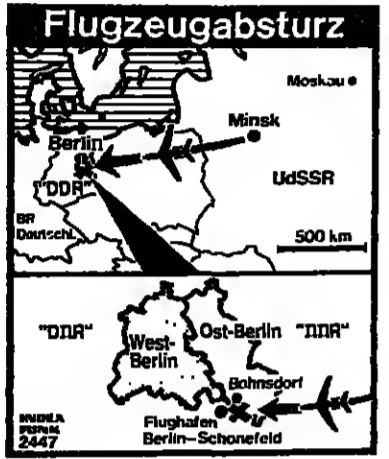 Flugzeugabsturz
Moskau
Minsk
Berlin
"DDR"
UdSSR
BR
Deutschl.
500 km
"DDR"
West-
Berlin
Ost-Berlin
"DDR"
Bohnsdorf
Flughafen
Berlin-Schönefeld
2447